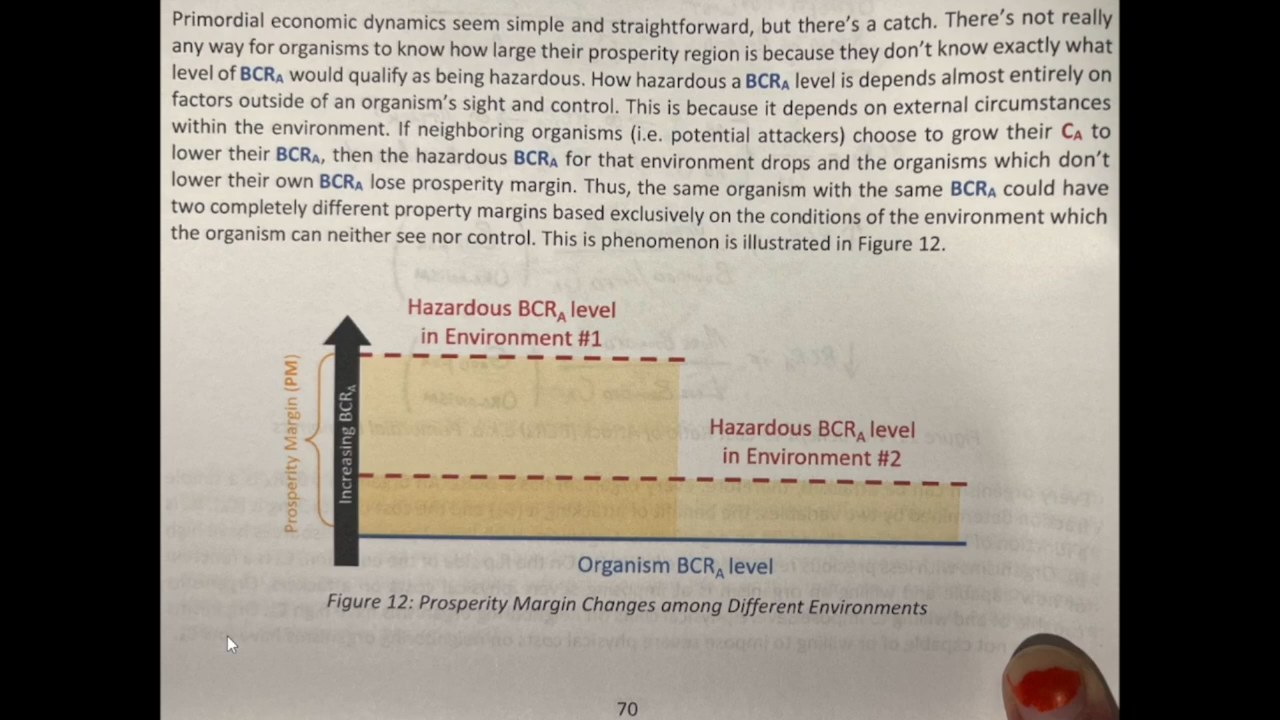 Primordial economic dynamics seem simple and straightforward, but there's a catch. There's not really
any way for organisms to know how large their prosperity region is because they don't know exactly what
level of BCRA would qualify as being hazardous. How hazardous a BCRA level is depends almost entirely on
factors outside of an organism's sight and control. This is because it depends on external circumstances
within the environment. If neighboring organisms (i.e. potential attackers) choose to grow their CA to
lower their BCRA, then the hazardous BCRA for that environment drops and the organisms which don't
lower their own BCRA lose prosperity margin. Thus, the same organism with the same BCRA could have
two completely different property margins based exclusively on the conditions of the environment which
the organism can neither see nor control. This is phenomenon is illustrated in Figure 12.
Hazardous BCRA level
in Environment #1
Prosperity Margin (PM)
Increasing BCRA
Hazardous BCRA level
in Environment #2
Organism BCRA level
Figure 12: Prosperity Margin Changes among Different Environments
70